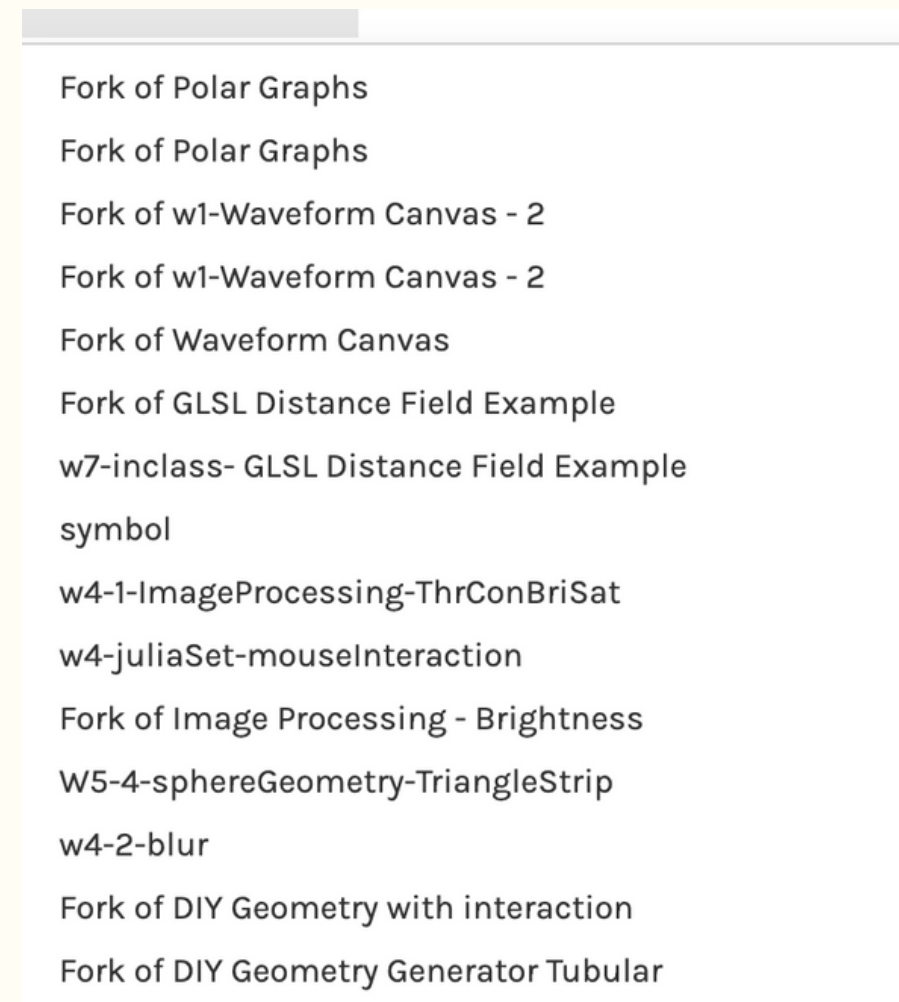 Fork of Polar Graphs
Fork of Polar Graphs
Fork of w1-Waveform Canvas - 2
Fork of w1-Waveform Canvas - 2
Fork of Waveform Canvas
Fork of GLSL Distance Field Example
w7-inclass- GLSL Distance Field Example
symbol
w4-1-ImageProcessing-ThrConBriSat
w4-juliaSet-mouseInteraction
Fork of Image Processing - Brightness
W5-4-sphereGeometry-TriangleStrip
w4-2-blur
Fork of DIY Geometry with interaction
Fork of DIY Geometry Generator Tubular